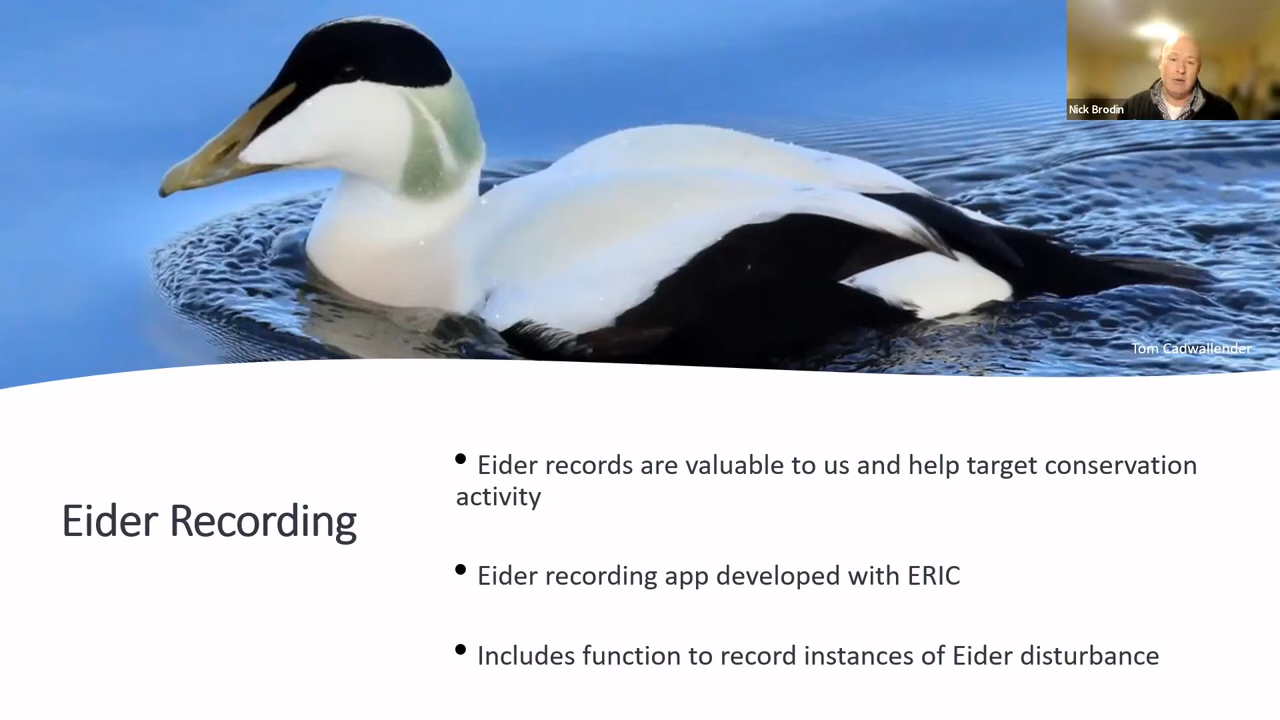 Nick Brodin
Tom Cadwallender
Eider Recording
• Eider records are valuable to us and help target conservation
activity
• Eider recording app developed with ERIC
• Includes function to record instances of Eider disturbance